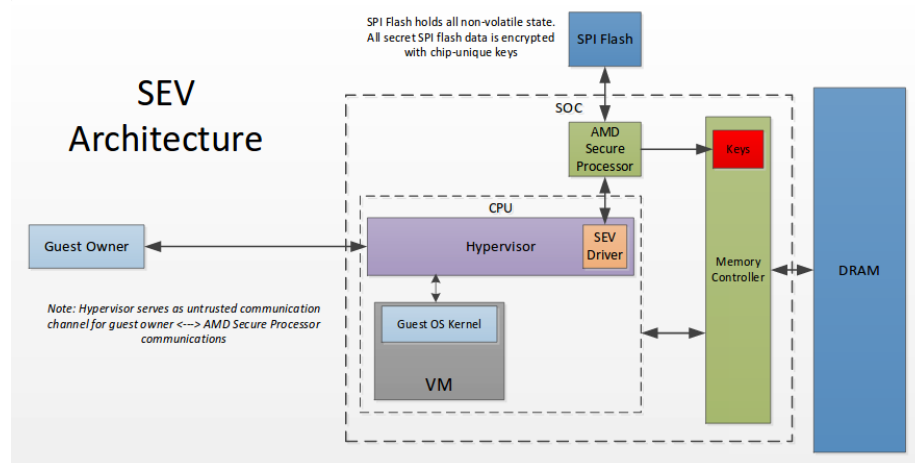 SPI Flash holds all non-volatile state.
All secret SPI flash data is encrypted
with chip-unique keys
SPI Flash
SEV
Architecture
SOC
AMD
Secure
Processor
Keys
CPU
Guest Owner
Hypervisor
SEV
Driver
Memory
Controller
DRAM
Note: Hypervisor serves as untrusted communication
channel for guest owner <---> AMD Secure Processor
communications
Guest OS Kernel
VM